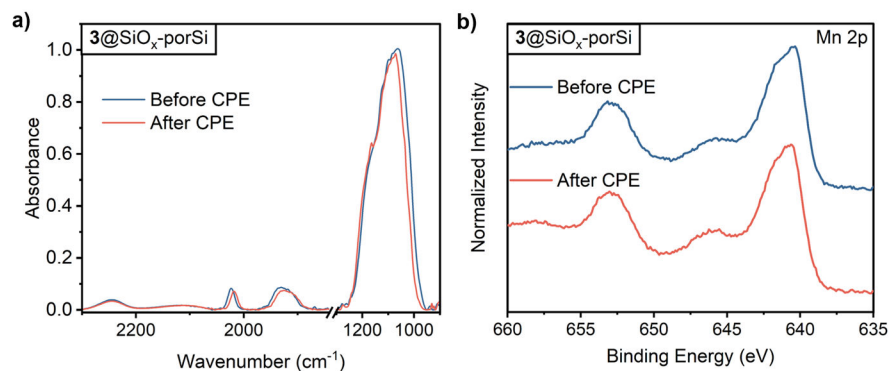 a)
3@SiOx-porSi
Before CPE
After CPE
Absorbance
1.0
0.8
0.6
0.4
0.2
0.0
2200
2000
1200
1000
Wavenumber (cm⁻¹)
b)
3@SiOx-porSi
Mn 2p
Before CPE
After CPE
Normalized Intensity
660
655
650
645
640
635
Binding Energy (eV)